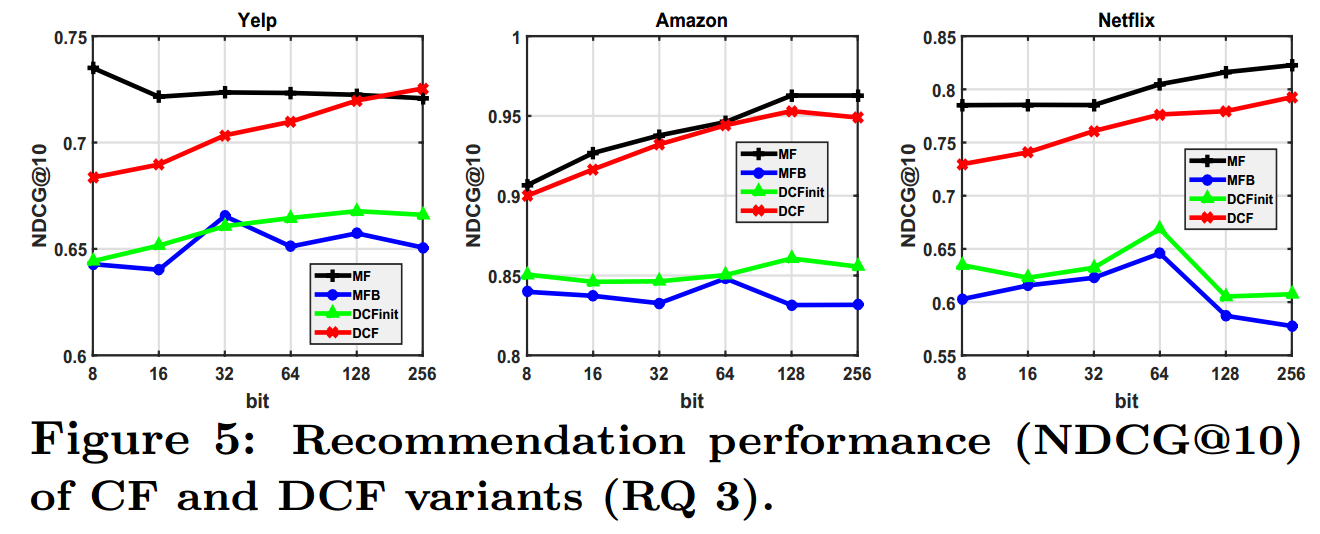 Yelp
0.75
0.7
0.65
0.6
NDCG@10
8 16 32 64 128 256
bit
MF
MFB
DCFinit
DCF
Amazon
1
0.95
0.9
0.85
0.8
NDCG@10
8 16 32 64 128 256
bit
MF
MFB
DCFinit
DCF
Netflix
0.85
0.8
0.75
0.7
0.65
0.6
0.55
NDCG@10
8 16 32 64 128 256
bit
MF
MFB
DCFinit
DCF
Figure 5: Recommendation performance (NDCG@10)
of CF and DCF variants (RQ 3).